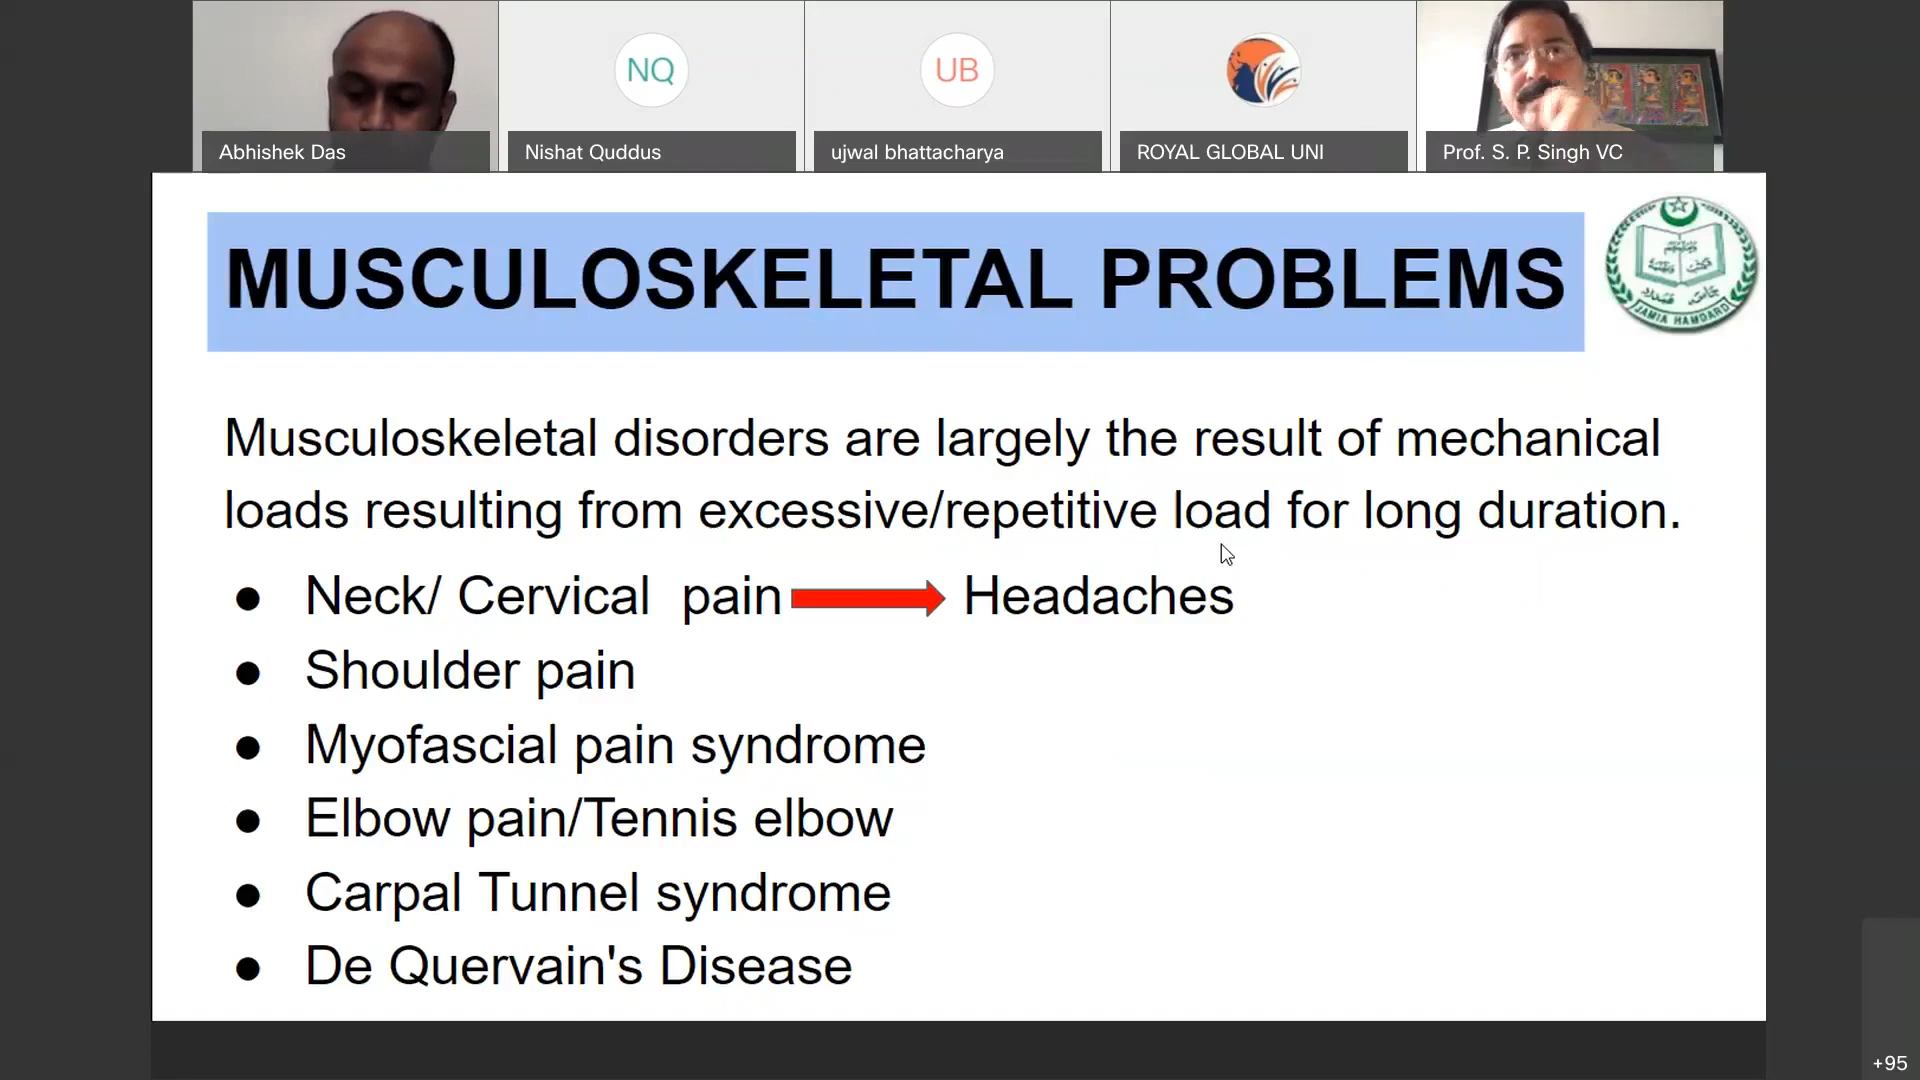 NQ
UB
Abhishek Das
Nishat Quddus
ujwal bhattacharya
ROYAL GLOBAL UNI
Prof. S. P. Singh VC
MUSCULOSKELETAL PROBLEMS
JAMIA HAMDARD
Musculoskeletal disorders are largely the result of mechanical
loads resulting from excessive/repetitive load for long duration.
● Neck/ Cervical pain Headaches
● Shoulder pain
● Myofascial pain syndrome
● Elbow pain/Tennis elbow
● Carpal Tunnel syndrome
● De Quervain's Disease
+95